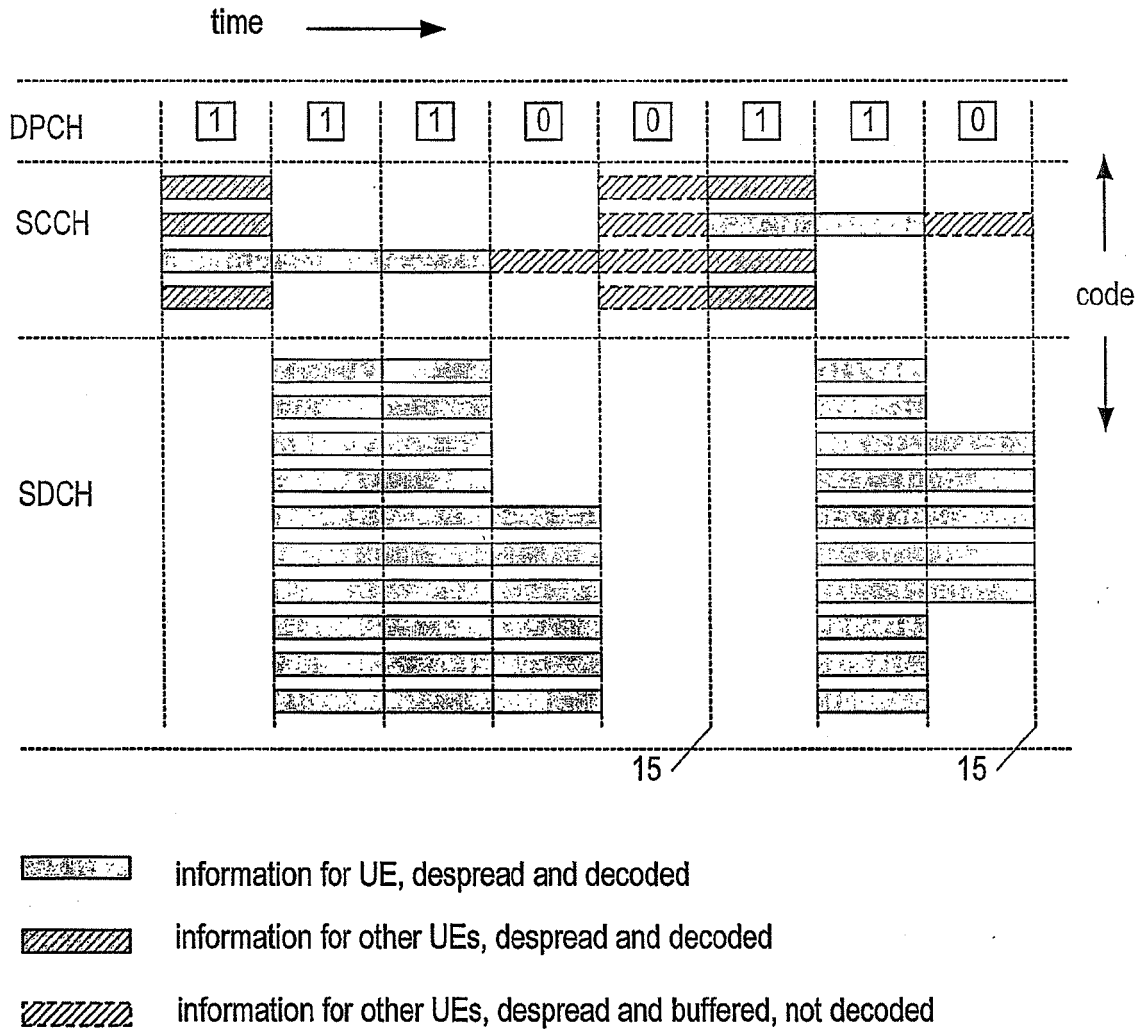 time
DPCH 1 1 1 0 0 1 1 0
SCCH
code
SDCH
15 15
information for UE, despread and decoded
information for other UEs, despread and decoded
information for other UEs, despread and buffered, not decoded